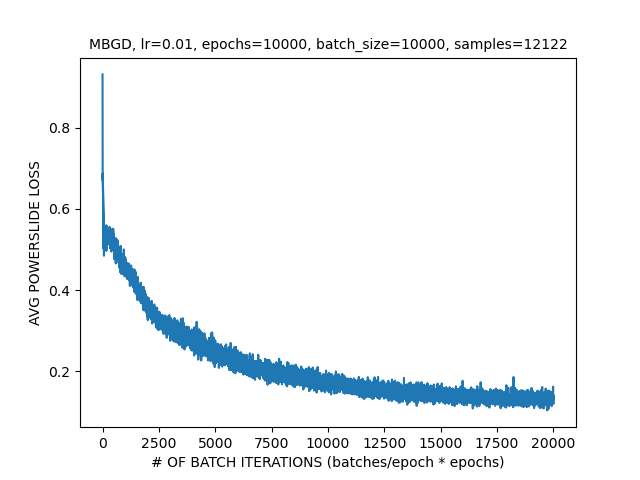 MBGD, lr=0.01, epochs=10000, batch_size=10000, samples=12122
AVG POWERSLIDE LOSS
0.8
0.6
0.4
0.2
0 2500 5000 7500 10000 12500 15000 17500 20000
# OF BATCH ITERATIONS (batches/epoch * epochs)